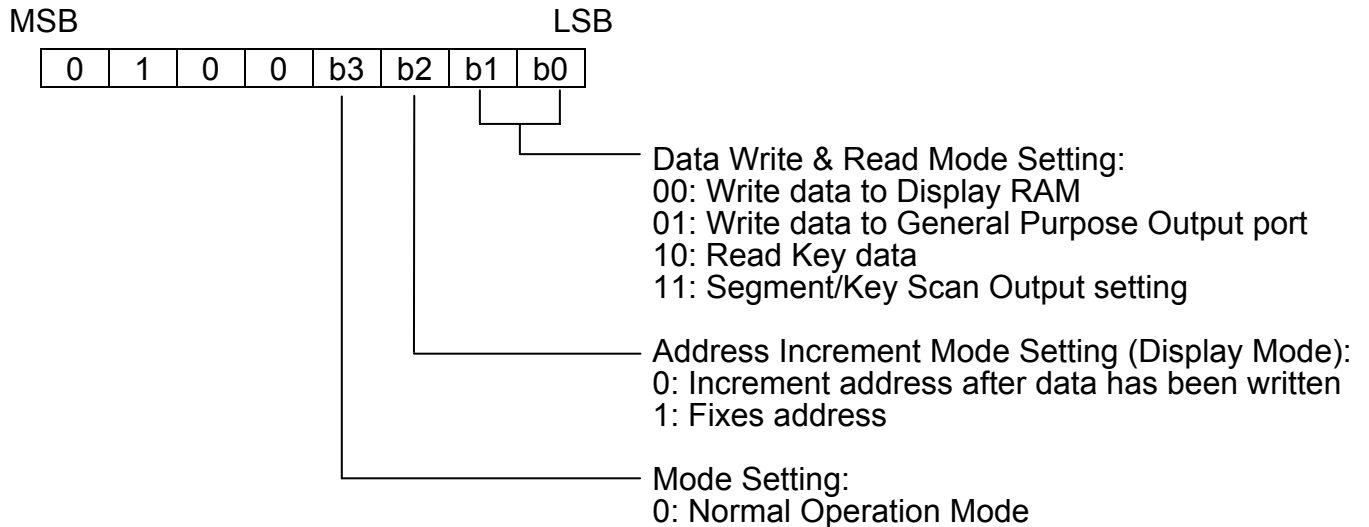 MSB LSB
0 1 0 0 b3 b2 b1 b0
Data Write & Read Mode Setting:
00: Write data to Display RAM
01: Write data to General Purpose Output port
10: Read Key data
11: Segment/Key Scan Output setting
Address Increment Mode Setting (Display Mode):
0: Increment address after data has been written
1: Fixes address
Mode Setting:
0: Normal Operation Mode